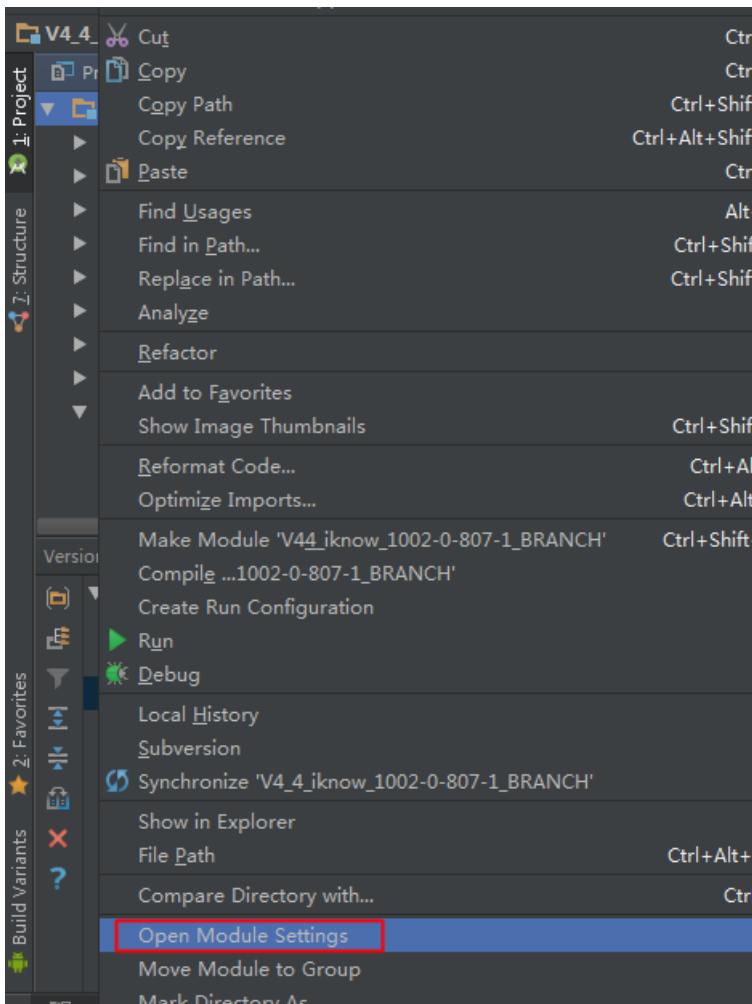 V4_4_
Pr
1: Project
7: Structure
2: Favorites
Build Variants
Version
Cut Ctr
Copy Ctr
Copy Path Ctrl+Shif
Copy Reference Ctrl+Alt+Shif
Paste Ctr
Find Usages Alt
Find in Path... Ctrl+Shif
Replace in Path... Ctrl+Shif
Analyze
Refactor
Add to Favorites
Show Image Thumbnails Ctrl+Shif
Reformat Code... Ctrl+Al
Optimize Imports... Ctrl+Alt
Make Module 'V44_iknow_1002-0-807-1_BRANCH' Ctrl+Shift
Compile ...1002-0-807-1_BRANCH'
Create Run Configuration
Run
Debug
Local History
Subversion
Synchronize 'V4_4_iknow_1002-0-807-1_BRANCH'
Show in Explorer
File Path Ctrl+Alt+
Compare Directory with... Ctr
Open Module Settings
Move Module to Group
Mark Directory As